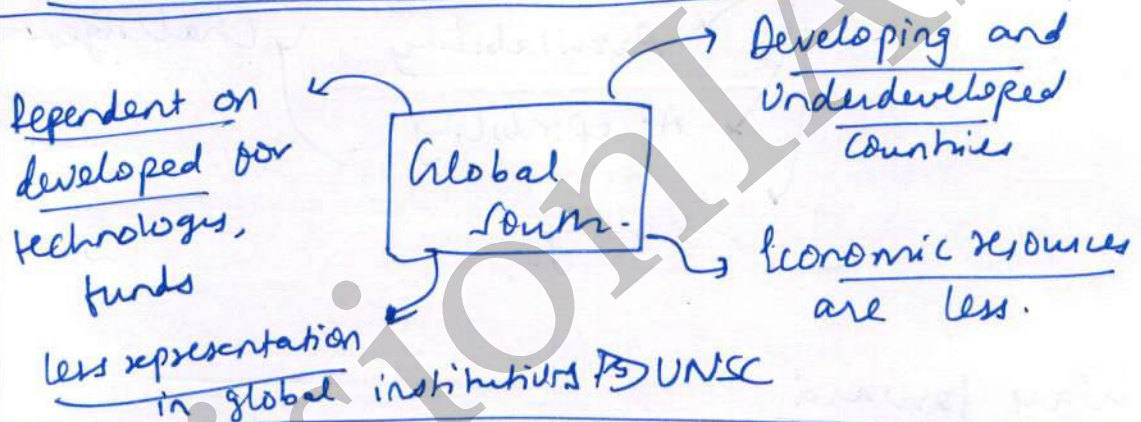 Developing and
Underdeveloped
Countries
Dependent on
developed for
technologies,
funds
Global
South.
Economic resources
are less.
less representation
in global institutions UNSC